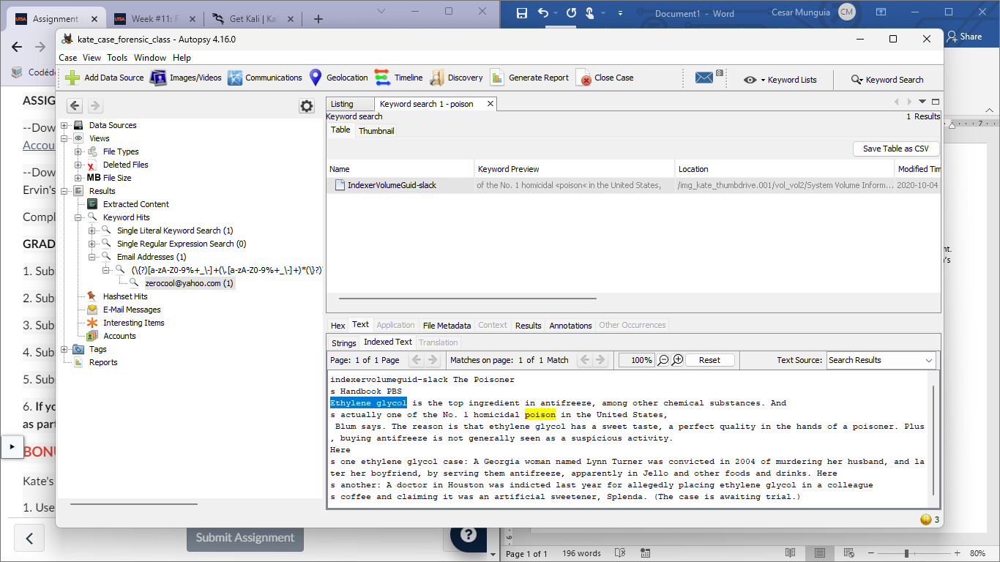 Assignment
Week #11: F
Get Kali | Kal
Document1 - Word
Cesar Munguia
CM
Share
Codéd
kate_case_forensic_class - Autopsy 4.16.0
Case View Tools Window Help
Add Data Source
Images/Videos
Communications
Geolocation
Timeline
Discovery
Generate Report
Close Case
8
Keyword Lists
Keyword Search
ASSIG
--Dow
Accou
--Dow
Ervin's
Compl
GRAD
1. Sub
2. Sub
3. Sub
4. Sub
5. Sub
6. If yo
as part
BONU
Kate's
1. Use
Submit Assignment
Data Sources
Views
File Types
Deleted Files
MB File Size
Results
Extracted Content
Keyword Hits
Single Literal Keyword Search (1)
Single Regular Expression Search (0)
Email Addresses (1)
(\{?)[a-zA-Z0-9%+_\-]+(\.[a-zA-Z0-9%+_\-]+)*(\}?)
zerocool@yahoo.com (1)
Hashset Hits
E-Mail Messages
Interesting Items
Accounts
Tags
Reports
Listing
Keyword search 1 - poison
Keyword search
1 Results
Table
Thumbnail
Save Table as CSV
Name
Keyword Preview
Location
Modified Tim
IndexerVolumeGuid-slack
of the No. 1 homicidal «poison« in the United States,
/img_kate_thumbdrive.001/vol_vol2/System Volume Inform...
2020-10-04
Hex
Text
Application
File Metadata
Context
Results
Annotations
Other Occurrences
Strings
Indexed Text
Translation
Page: 1 of 1 Page
Matches on page: 1 of 1 Match
100%
Reset
Text Source:
Search Results
indexervolumeguid-slack The Poisoner
s Handbook PBS
Ethylene glycol is the top ingredient in antifreeze, among other chemical substances. And
s actually one of the No. 1 homicidal poison in the United States,
Blum says. The reason is that ethylene glycol has a sweet taste, a perfect quality in the hands of a poisoner. Plus
, buying antifreeze is not generally seen as a suspicious activity.
Here
s one ethylene glycol case: A Georgia woman named Lynn Turner was convicted in 2004 of murdering her husband, and la
ter her boyfriend, by serving them antifreeze, apparently in Jello and other foods and drinks. Here
s another: A doctor in Houston was indicted last year for allegedly placing ethylene glycol in a colleague
s coffee and claiming it was an artificial sweetener, Splenda. (The case is awaiting trial.)
3
7
nt.
's
Page 1 of 1
196 words
80%